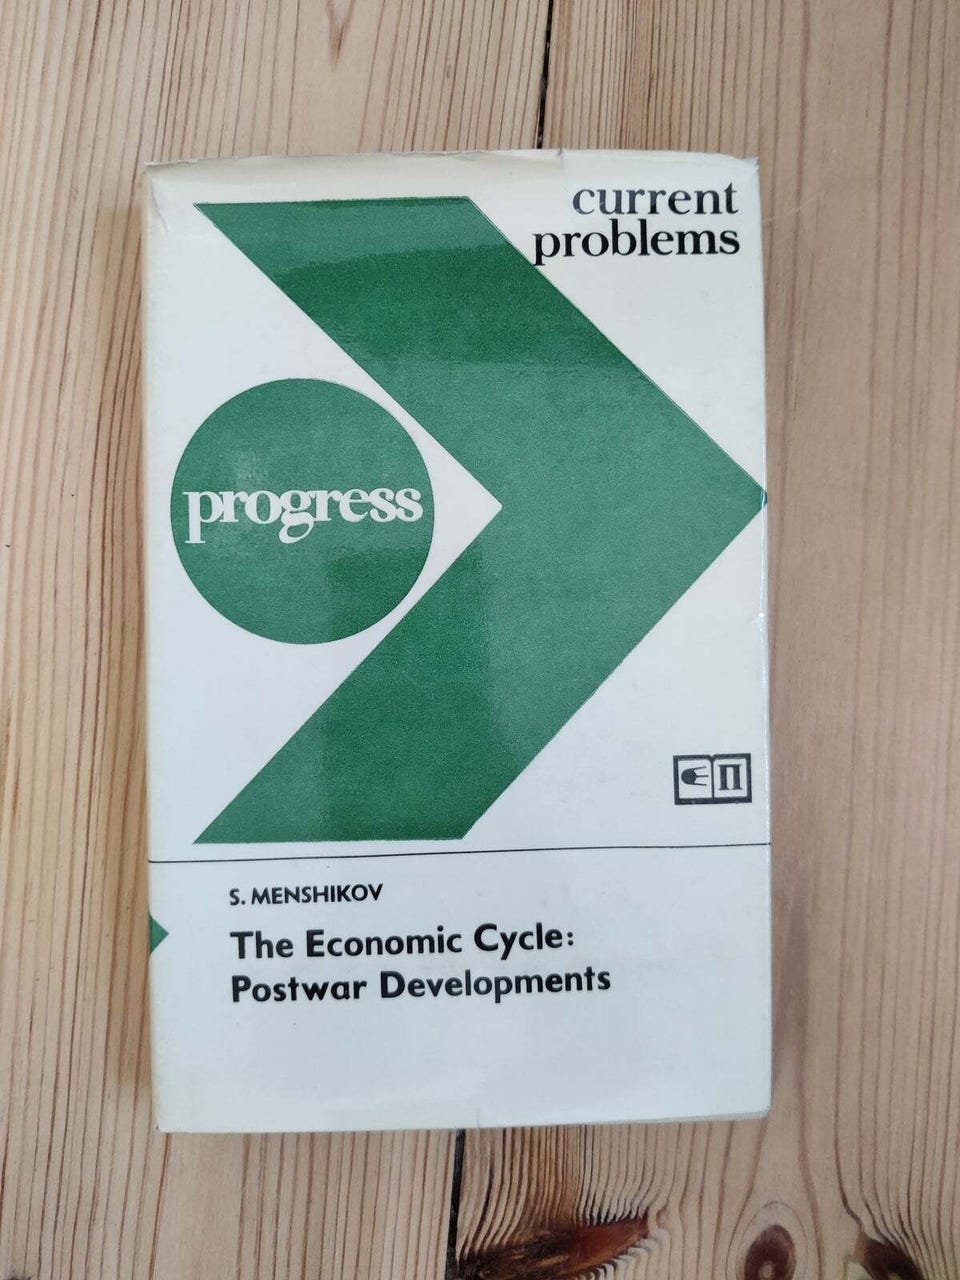 current
problems
progress
П
S. MENSHIKOV
The Economic Cycle:
Postwar Developments